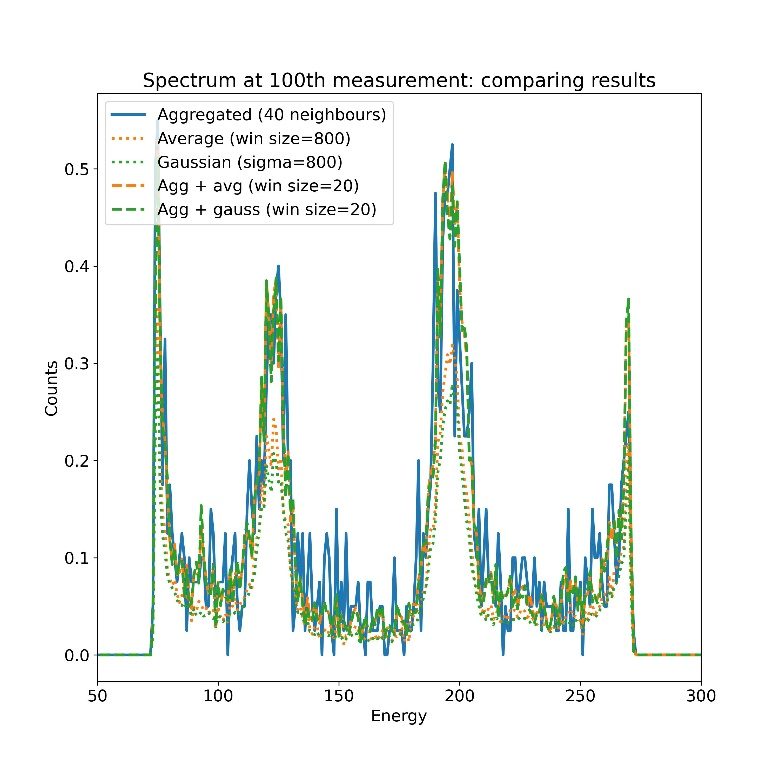 Spectrum at 100th measurement: comparing results
Aggregated (40 neighbours)
Average (win size=800)
Gaussian (sigma=800)
Agg + avg (win size=20)
Agg + gauss (win size=20)
0.5
0.4
0.3
0.2
0.1
0.0
Counts
50 100 150 200 250 300
Energy